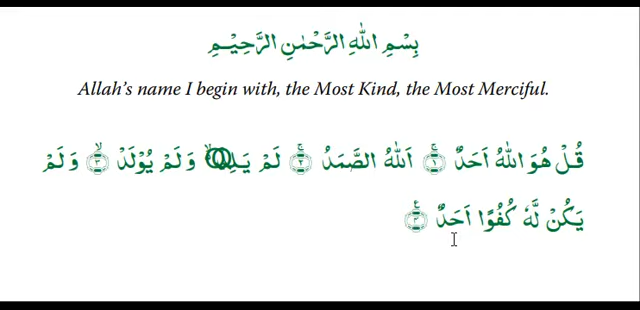 بِسْمِ اللّٰهِ الرَّحْمٰنِ الرَّحِيْمِ
Allah’s name I begin with, the Most Kind, the Most Merciful.
قُلْ هُوَ اللّٰهُ اَحَدٌ ۚ﴿۱﴾ اَللّٰهُ الصَّمَدُ ۚ﴿۲﴾ لَمْ وَلَمْ يُوْلَدْ ۙ﴿۳﴾ وَلَمْ
يَكُنْ لَّهٗ كُفُوًا اَحَدٌ